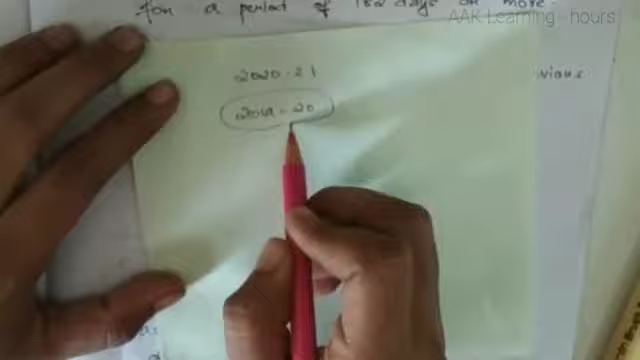 for a period of 182 days or more
AAK Learning - hours
2020-21
2019-20